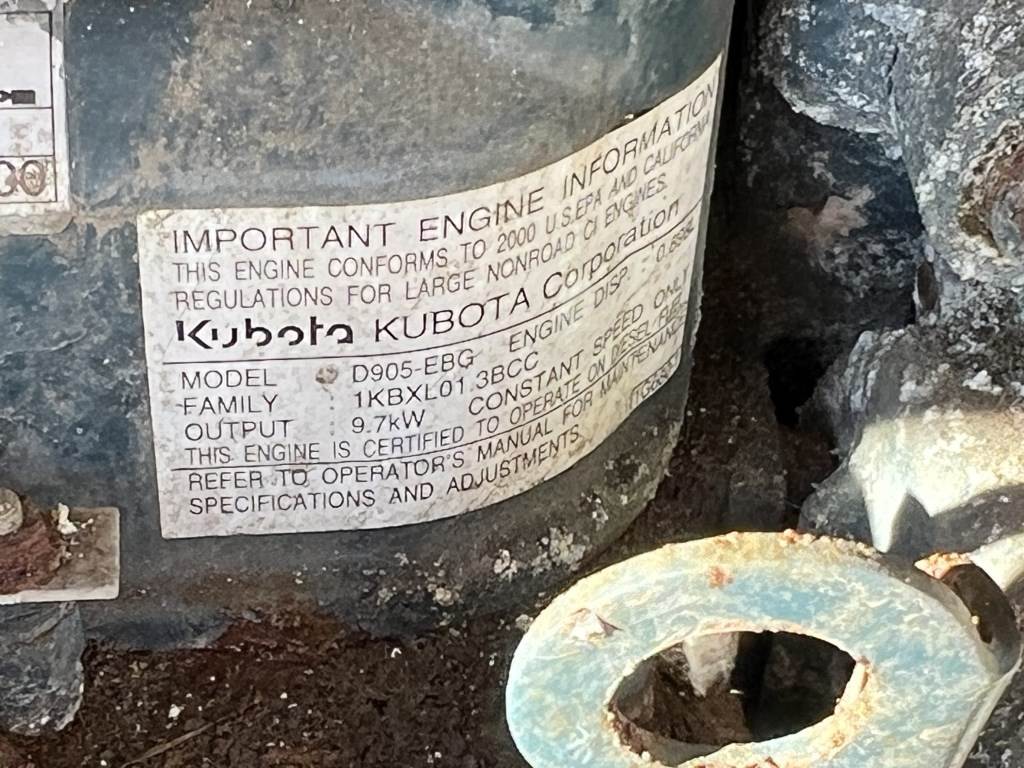 IMPORTANT ENGINE INFORMATION
THIS ENGINE CONFORMS TO 2000 U.S.EPA AND CALIFORNIA
REGULATIONS FOR LARGE NONROAD CI ENGINES.
Kubota KUBOTA Corporation
MODEL D905-EBG ENGINE DISP.
FAMILY : 1KBXL01.3BCC
OUTPUT : 9.7kW CONSTANT SPEED ONLY
THIS ENGINE IS CERTIFIED TO OPERATE ON DIESEL FUEL
REFER TO OPERATOR'S MANUAL FOR MAINTENANCE
SPECIFICATIONS AND ADJUSTMENTS